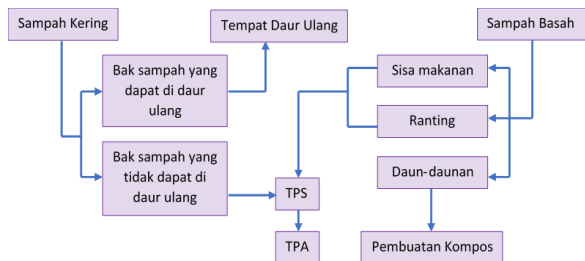 Sampah Kering
Tempat Daur Ulang
Sampah Basah
Bak sampah yang
dapat di daur
ulang
Sisa makanan
Ranting
Bak sampah yang
tidak dapat di
daur ulang
Daun-daunan
TPS
TPA
Pembuatan Kompos